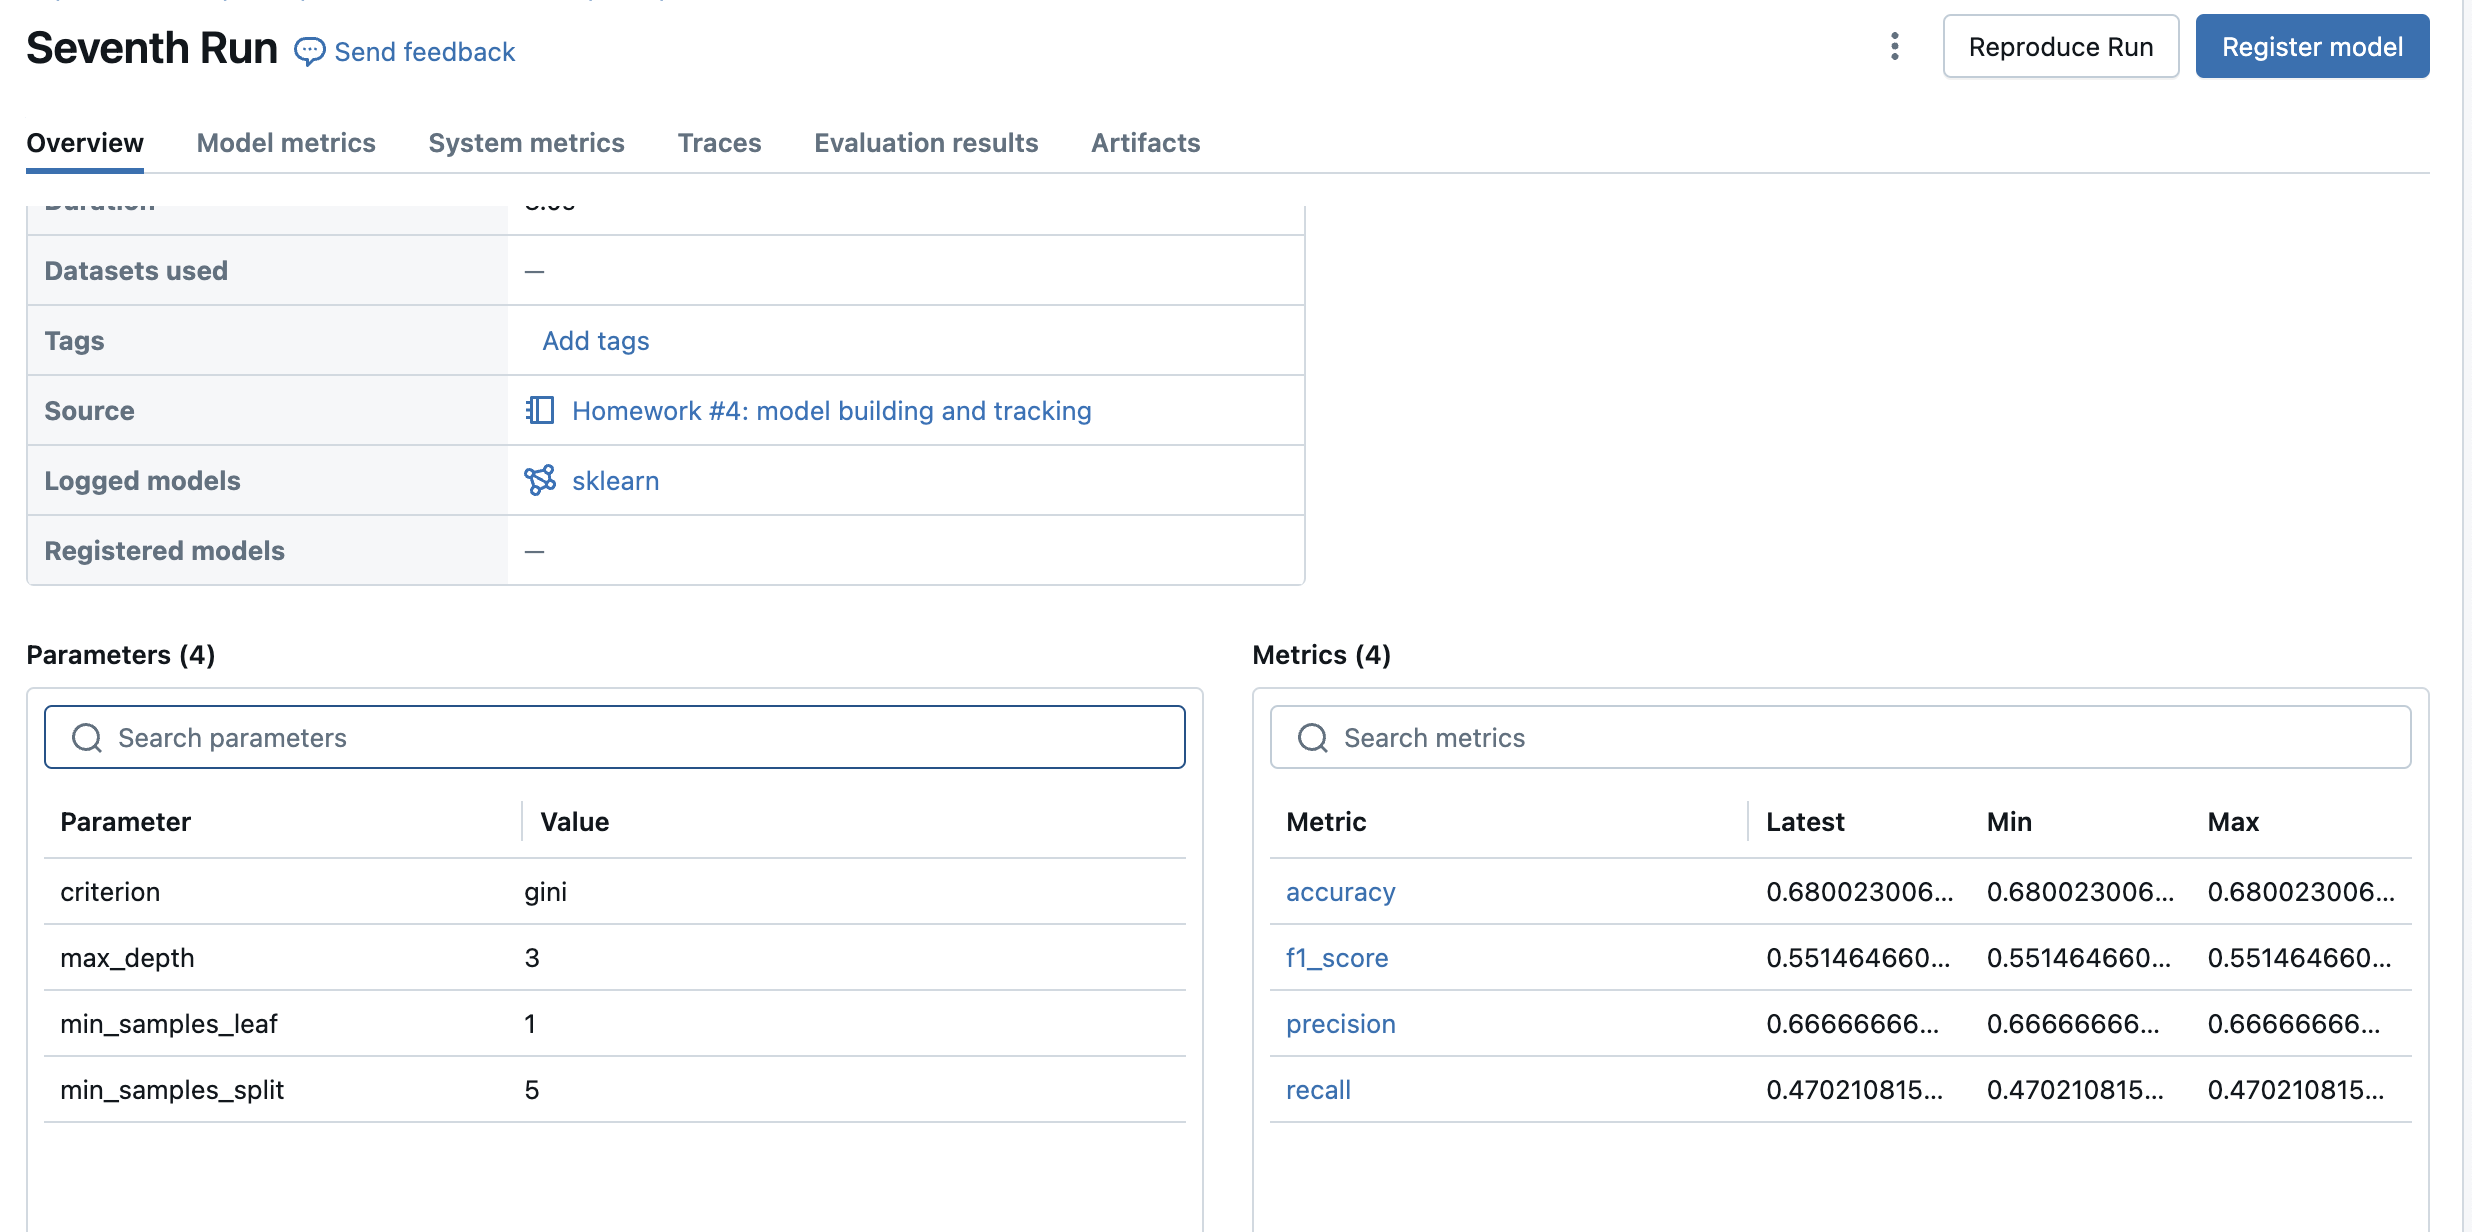 Seventh Run Send feedback Reproduce Run Register model
Overview Model metrics System metrics Traces Evaluation results Artifacts
Duration
Datasets used —
Tags Add tags
Source Homework #4: model building and tracking
Logged models sklearn
Registered models —
Parameters (4) Metrics (4)
Search parameters Search metrics
Parameter Value Metric Latest Min Max
criterion gini accuracy 0.680023006... 0.680023006... 0.680023006...
max_depth 3 f1_score 0.551464660... 0.551464660... 0.551464660...
min_samples_leaf 1 precision 0.66666666... 0.66666666... 0.66666666...
min_samples_split 5 recall 0.470210815... 0.470210815... 0.470210815...